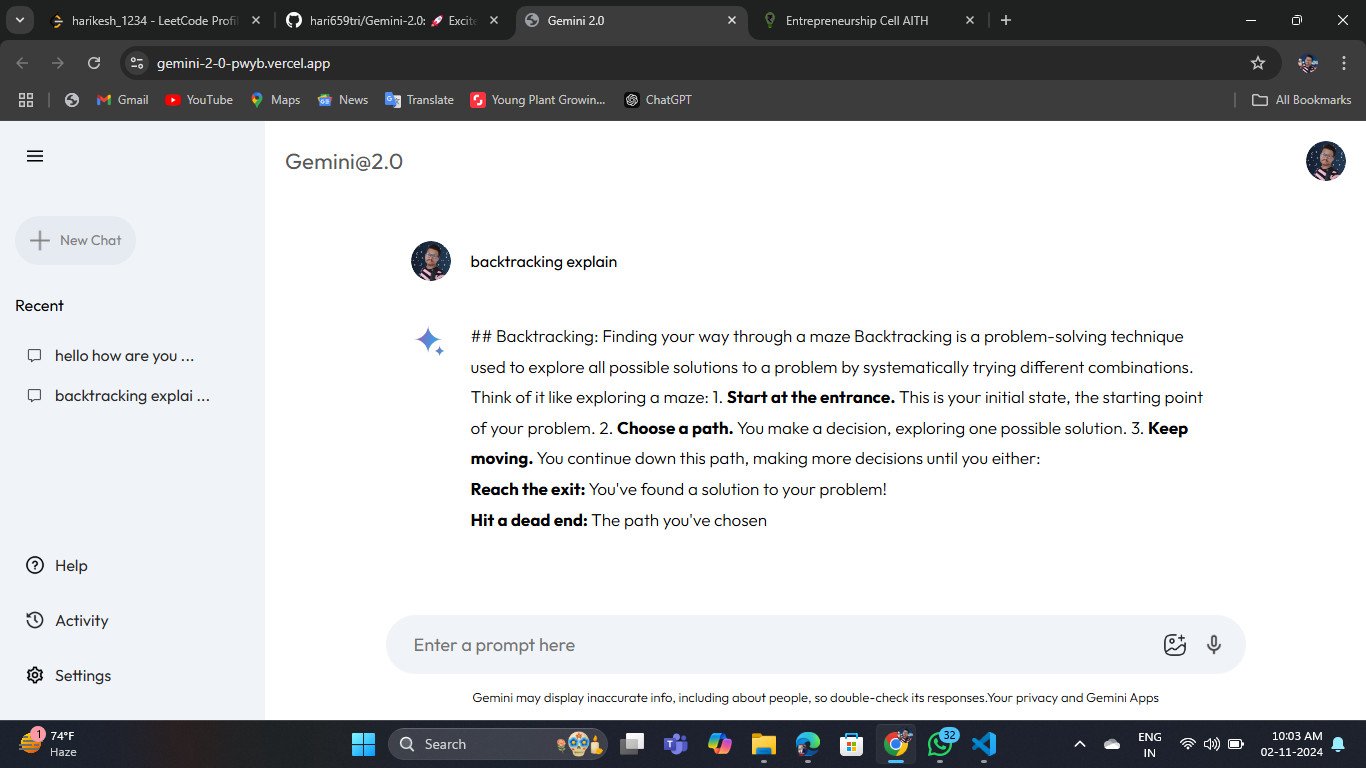 harikesh_1234 - LeetCode Profil
hari659tri/Gemini-2.0: 🚀 Excite
Gemini 2.0
Entrepreneurship Cell AITH
gemini-2-0-pwyb.vercel.app
Gmail
YouTube
Maps
News
Translate
Young Plant Growin...
ChatGPT
All Bookmarks
Gemini@2.0
New Chat
Recent
hello how are you ...
backtracking explai ...
Help
Activity
Settings
backtracking explain
## Backtracking: Finding your way through a maze Backtracking is a problem-solving technique
used to explore all possible solutions to a problem by systematically trying different combinations.
Think of it like exploring a maze: 1. Start at the entrance. This is your initial state, the starting point
of your problem. 2. Choose a path. You make a decision, exploring one possible solution. 3. Keep
moving. You continue down this path, making more decisions until you either:
Reach the exit: You've found a solution to your problem!
Hit a dead end: The path you've chosen
Enter a prompt here
Gemini may display inaccurate info, including about people, so double-check its responses.Your privacy and Gemini Apps
1
74°F
Haze
Search
32
ENG
IN
10:03 AM
02-11-2024